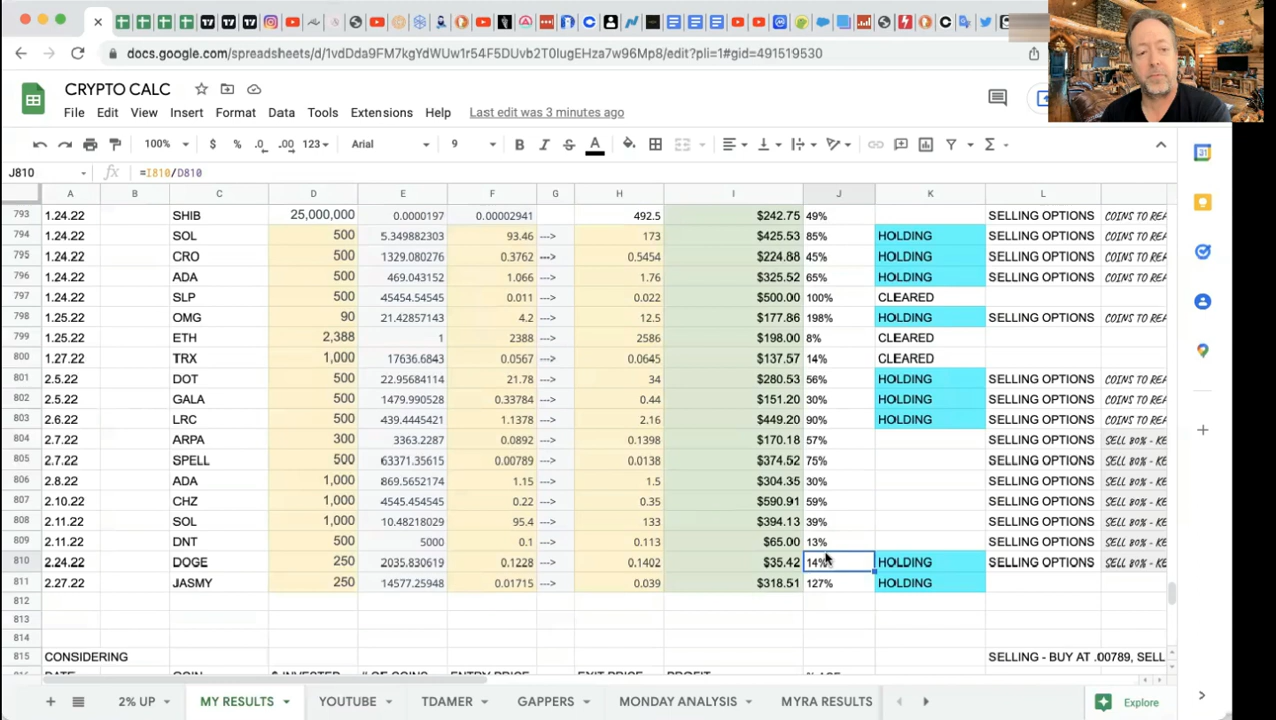 docs.google.com/spreadsheets/d/1vdDda9FM7kgYdWUw1r54F5DUvb2T0lugEHza7w96Mp8/edit?pli=1#gid=491519530
CRYPTO CALC
File Edit View Insert Format Data Tools Extensions Help Last edit was 3 minutes ago
100% $ % .0 .00 123 Arial 9 B I S A
J810 fx =I810/D810
A B C D E F G H I J K L
793 1.24.22 SHIB 25,000,000 0.0000197 0.00002941 492.5 $242.75 49% SELLING OPTIONS COINS TO REA
794 1.24.22 SOL 500 5.349882303 93.46 ---> 173 $425.53 85% HOLDING SELLING OPTIONS COINS TO REA
795 1.24.22 CRO 500 1329.080276 0.3762 ---> 0.5454 $224.88 45% HOLDING SELLING OPTIONS COINS TO REA
796 1.24.22 ADA 500 469.043152 1.066 ---> 1.76 $325.52 65% HOLDING SELLING OPTIONS COINS TO REA
797 1.24.22 SLP 500 45454.54545 0.011 ---> 0.022 $500.00 100% CLEARED
798 1.25.22 OMG 90 21.42857143 4.2 ---> 12.5 $177.86 198% HOLDING SELLING OPTIONS COINS TO REA
799 1.25.22 ETH 2,388 1 2388 ---> 2586 $198.00 8% CLEARED
800 1.27.22 TRX 1,000 17636.6843 0.0567 ---> 0.0645 $137.57 14% CLEARED
801 2.5.22 DOT 500 22.95684114 21.78 ---> 34 $280.53 56% HOLDING SELLING OPTIONS COINS TO REA
802 2.5.22 GALA 500 1479.990528 0.33784 ---> 0.44 $151.20 30% HOLDING SELLING OPTIONS COINS TO REA
803 2.6.22 LRC 500 439.4445421 1.1378 ---> 2.16 $449.20 90% HOLDING SELLING OPTIONS COINS TO REA
804 2.7.22 ARPA 300 3363.2287 0.0892 ---> 0.1398 $170.18 57% SELLING OPTIONS SELL 80% - KE
805 2.7.22 SPELL 500 63371.35615 0.00789 ---> 0.0138 $374.52 75% SELLING OPTIONS SELL 80% - KE
806 2.8.22 ADA 1,000 869.5652174 1.15 ---> 1.5 $304.35 30% SELLING OPTIONS SELL 80% - KE
807 2.10.22 CHZ 1,000 4545.454545 0.22 ---> 0.35 $590.91 59% SELLING OPTIONS SELL 80% - KE
808 2.11.22 SOL 1,000 10.48218029 95.4 ---> 133 $394.13 39% SELLING OPTIONS SELL 80% - KE
809 2.11.22 DNT 500 5000 0.1 ---> 0.113 $65.00 13% SELLING OPTIONS SELL 80% - KE
810 2.24.22 DOGE 250 2035.830619 0.1228 ---> 0.1402 $35.42 14% HOLDING SELLING OPTIONS SELL 80% - KE
811 2.27.22 JASMY 250 14577.25948 0.01715 ---> 0.039 $318.51 127% HOLDING
812
813
814
815 CONSIDERING SELLING - BUY AT .00789, SELL
DATE COIN $ INVESTED # OF COINS ENTRY PRICE EXIT PRICE PROFIT
2% UP MY RESULTS YOUTUBE TDAMER GAPPERS MONDAY ANALYSIS MYRA RESULTS Explore